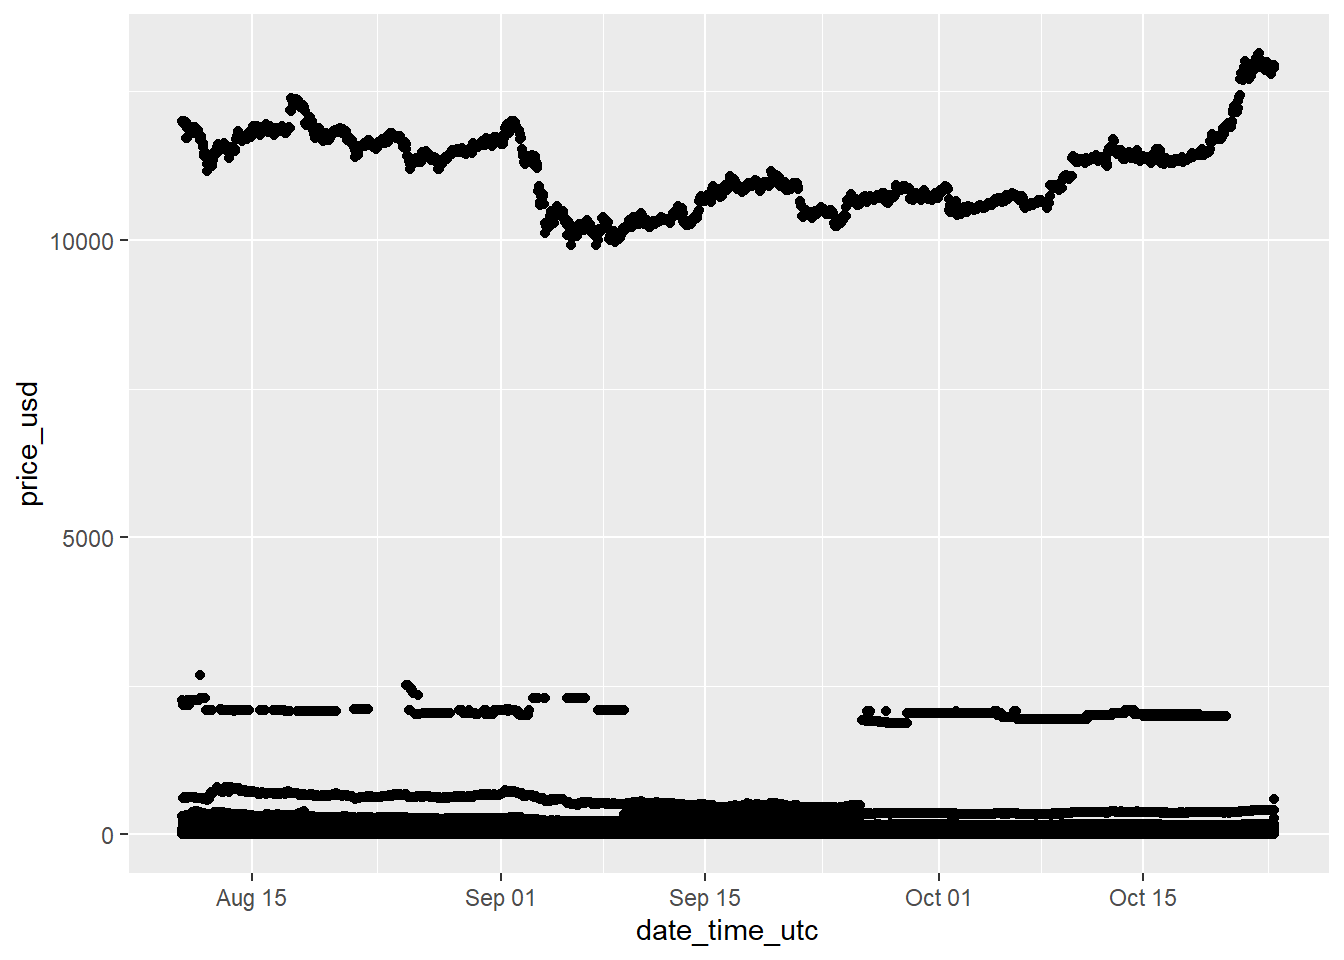 price_usd
10000
5000
0
Aug 15 Sep 01 Sep 15 Oct 01 Oct 15
date_time_utc